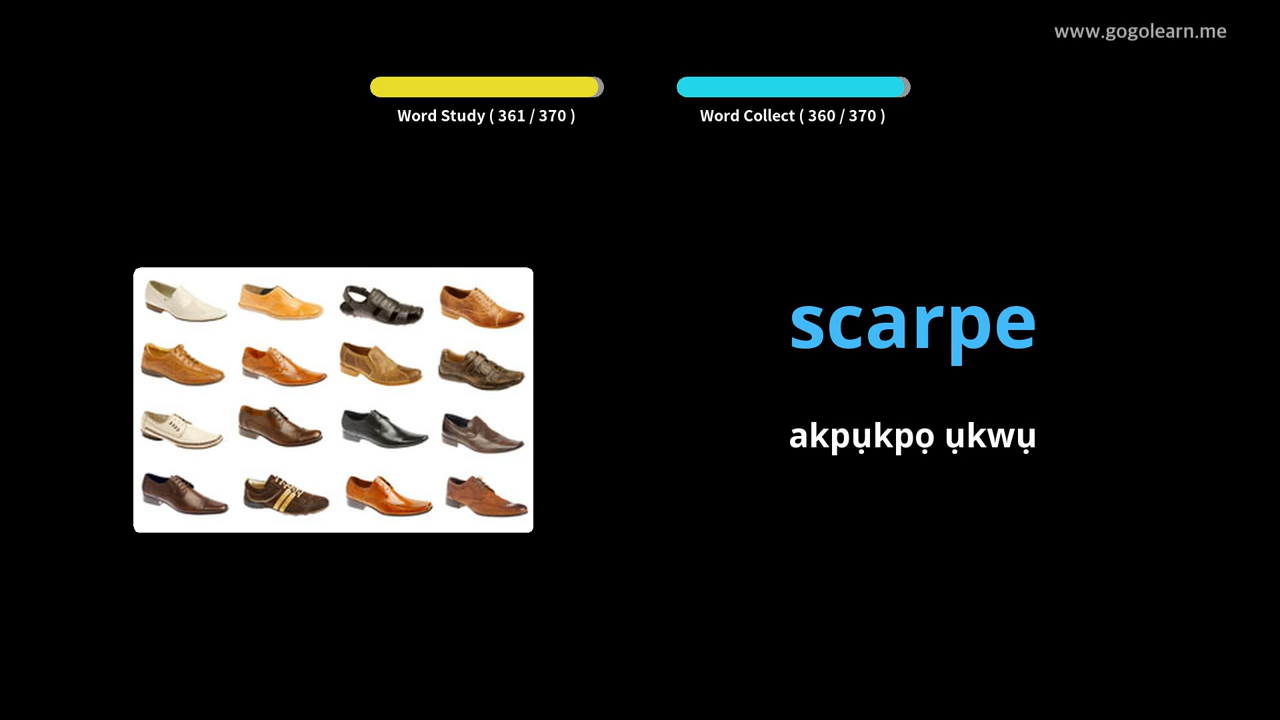 www.gogolearn.me
Word Study ( 361 / 370 )
Word Collect ( 360 / 370 )
scarpe
akpụkpọ ụkwụ